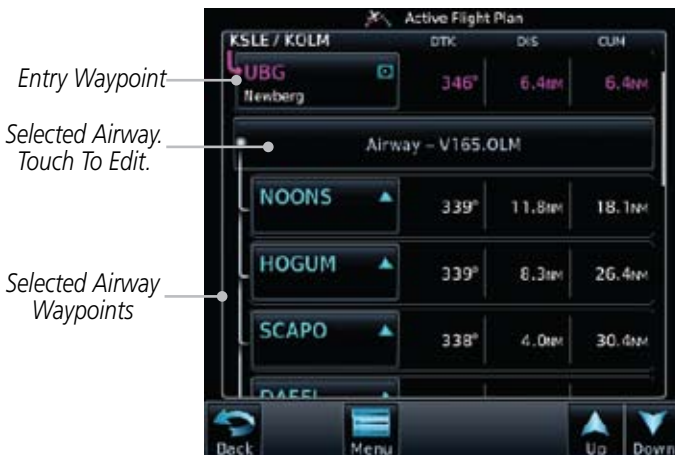 Active Flight Plan
KSLE / KOLM DTK DIS CUM
Entry Waypoint
UBG 346° 6.4NM 6.4NM
Newberg
Selected Airway.
Touch To Edit.
Airway – V165.OLM
NOONS 339° 11.8NM 18.1NM
HOGUM 339° 8.3NM 26.4NM
Selected Airway
Waypoints
SCAPO 338° 4.0NM 30.4NM
Back Menu Up Down